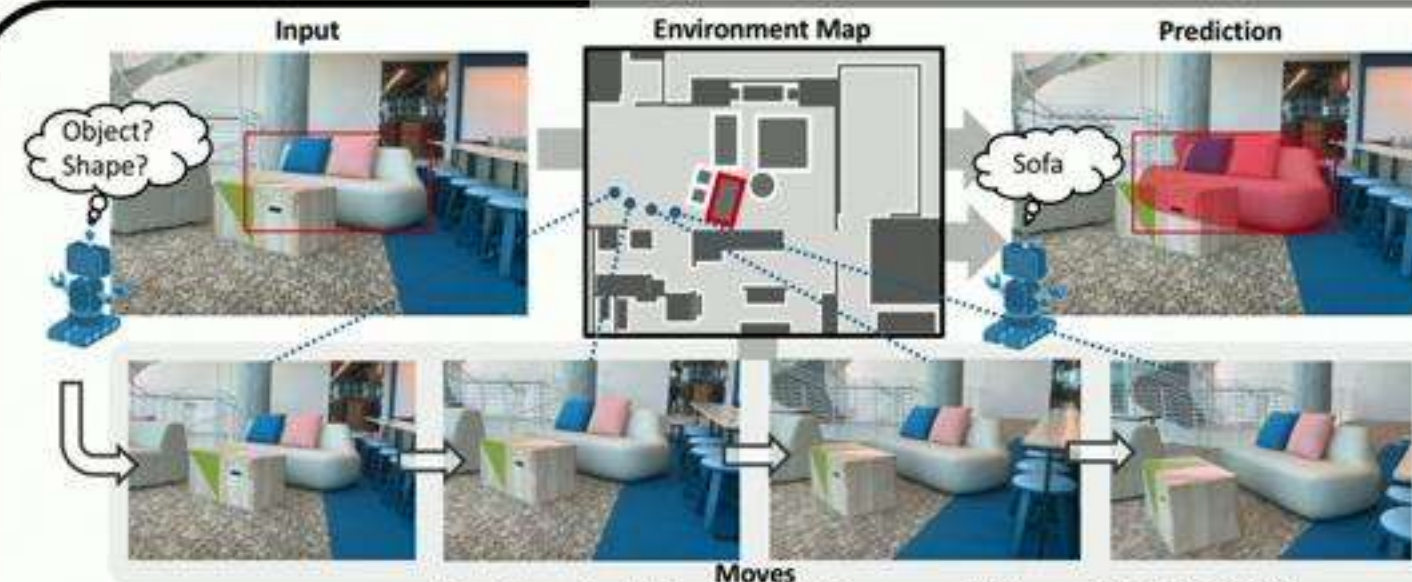 Input
Environment Map
Prediction
Object?
Shape?
Sofa
Moves